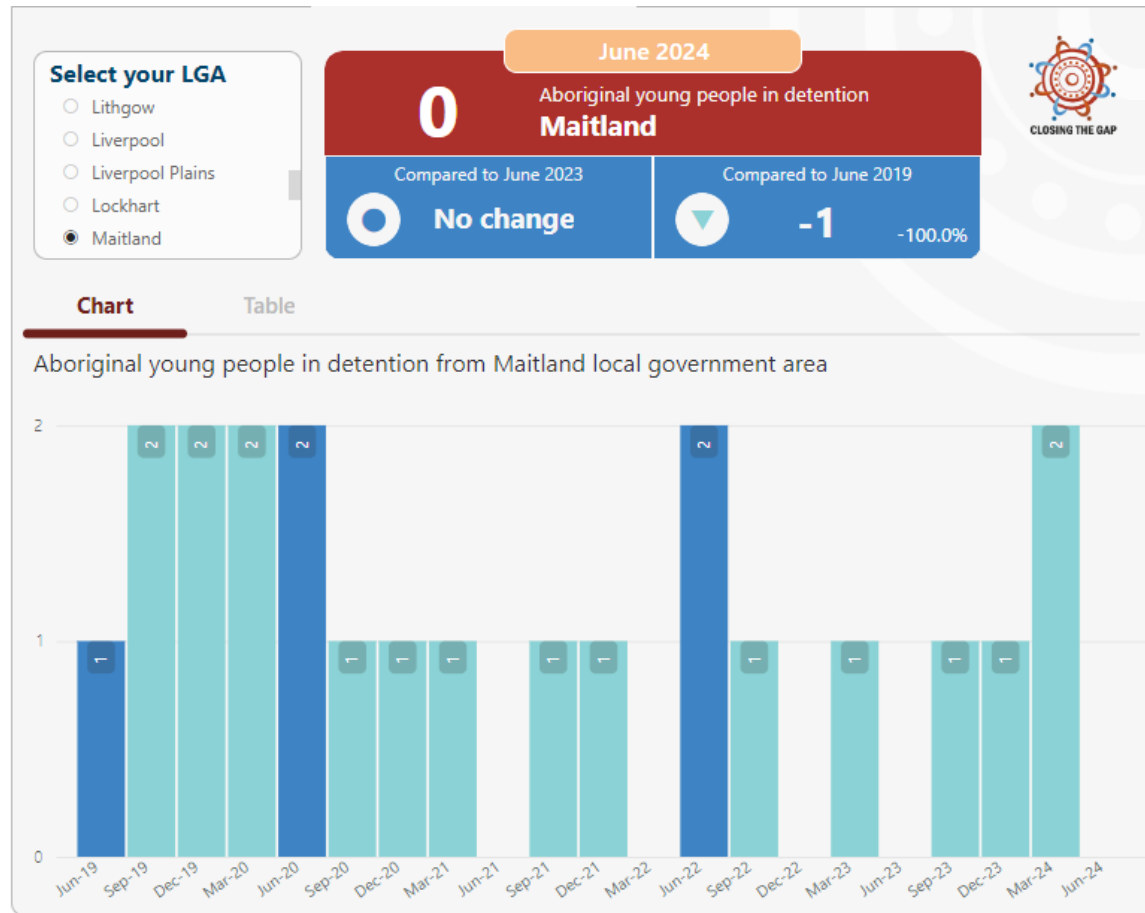 Select your LGA
Lithgow
Liverpool
Liverpool Plains
Lockhart
Maitland
June 2024
0
Aboriginal young people in detention
Maitland
Compared to June 2023
No change
Compared to June 2019
-1
-100.0%
CLOSING THE GAP
Chart
Table
Aboriginal young people in detention from Maitland local government area
2
1
0
1
2
2
2
2
1
1
1
1
1
2
1
1
1
1
2
Jun-19
Sep-19
Dec-19
Mar-20
Jun-20
Sep-20
Dec-20
Mar-21
Jun-21
Sep-21
Dec-21
Mar-22
Jun-22
Sep-22
Dec-22
Mar-23
Jun-23
Sep-23
Dec-23
Mar-24
Jun-24